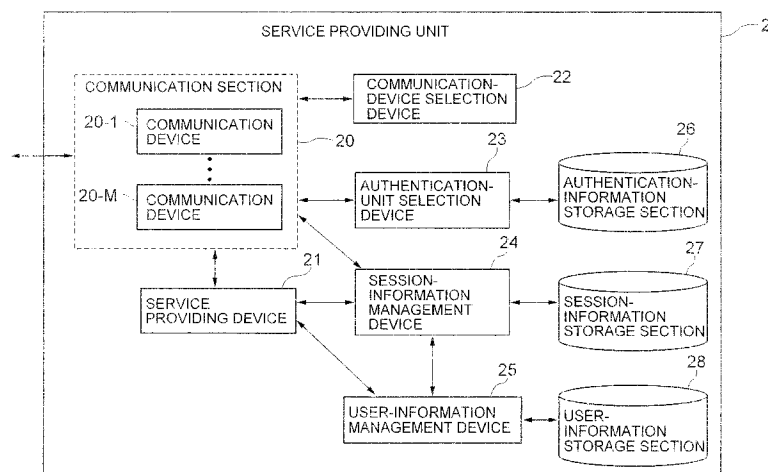 SERVICE PROVIDING UNIT
2
COMMUNICATION SECTION
20-1
COMMUNICATION
DEVICE
20
20-M
COMMUNICATION
DEVICE
COMMUNICATION-
DEVICE SELECTION
DEVICE
22
23
AUTHENTICATION-
UNIT SELECTION
DEVICE
26
AUTHENTICATION-
INFORMATION
STORAGE SECTION
21
SERVICE
PROVIDING DEVICE
24
SESSION-
INFORMATION
MANAGEMENT
DEVICE
27
SESSION-
INFORMATION
STORAGE SECTION
25
USER-INFORMATION
MANAGEMENT DEVICE
28
USER-
INFORMATION
STORAGE SECTION